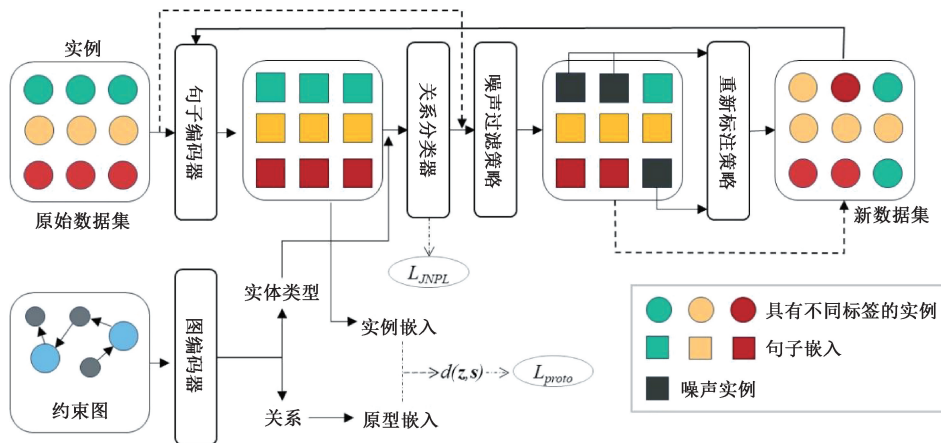 实例
原始数据集
句子编码器
关系分类器
噪声过滤策略
重新标注策略
新数据集
L_JNPL
实体类型
实例嵌入
d(z,s)
L_proto
图编码器
约束图
关系
原型嵌入
具有不同标签的实例
句子嵌入
噪声实例